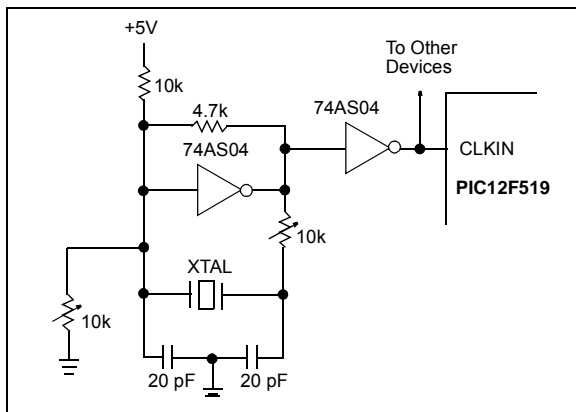 +5V
To Other
Devices
10k
4.7k
74AS04
74AS04
CLKIN
PIC12F519
10k
XTAL
10k
20 pF
20 pF